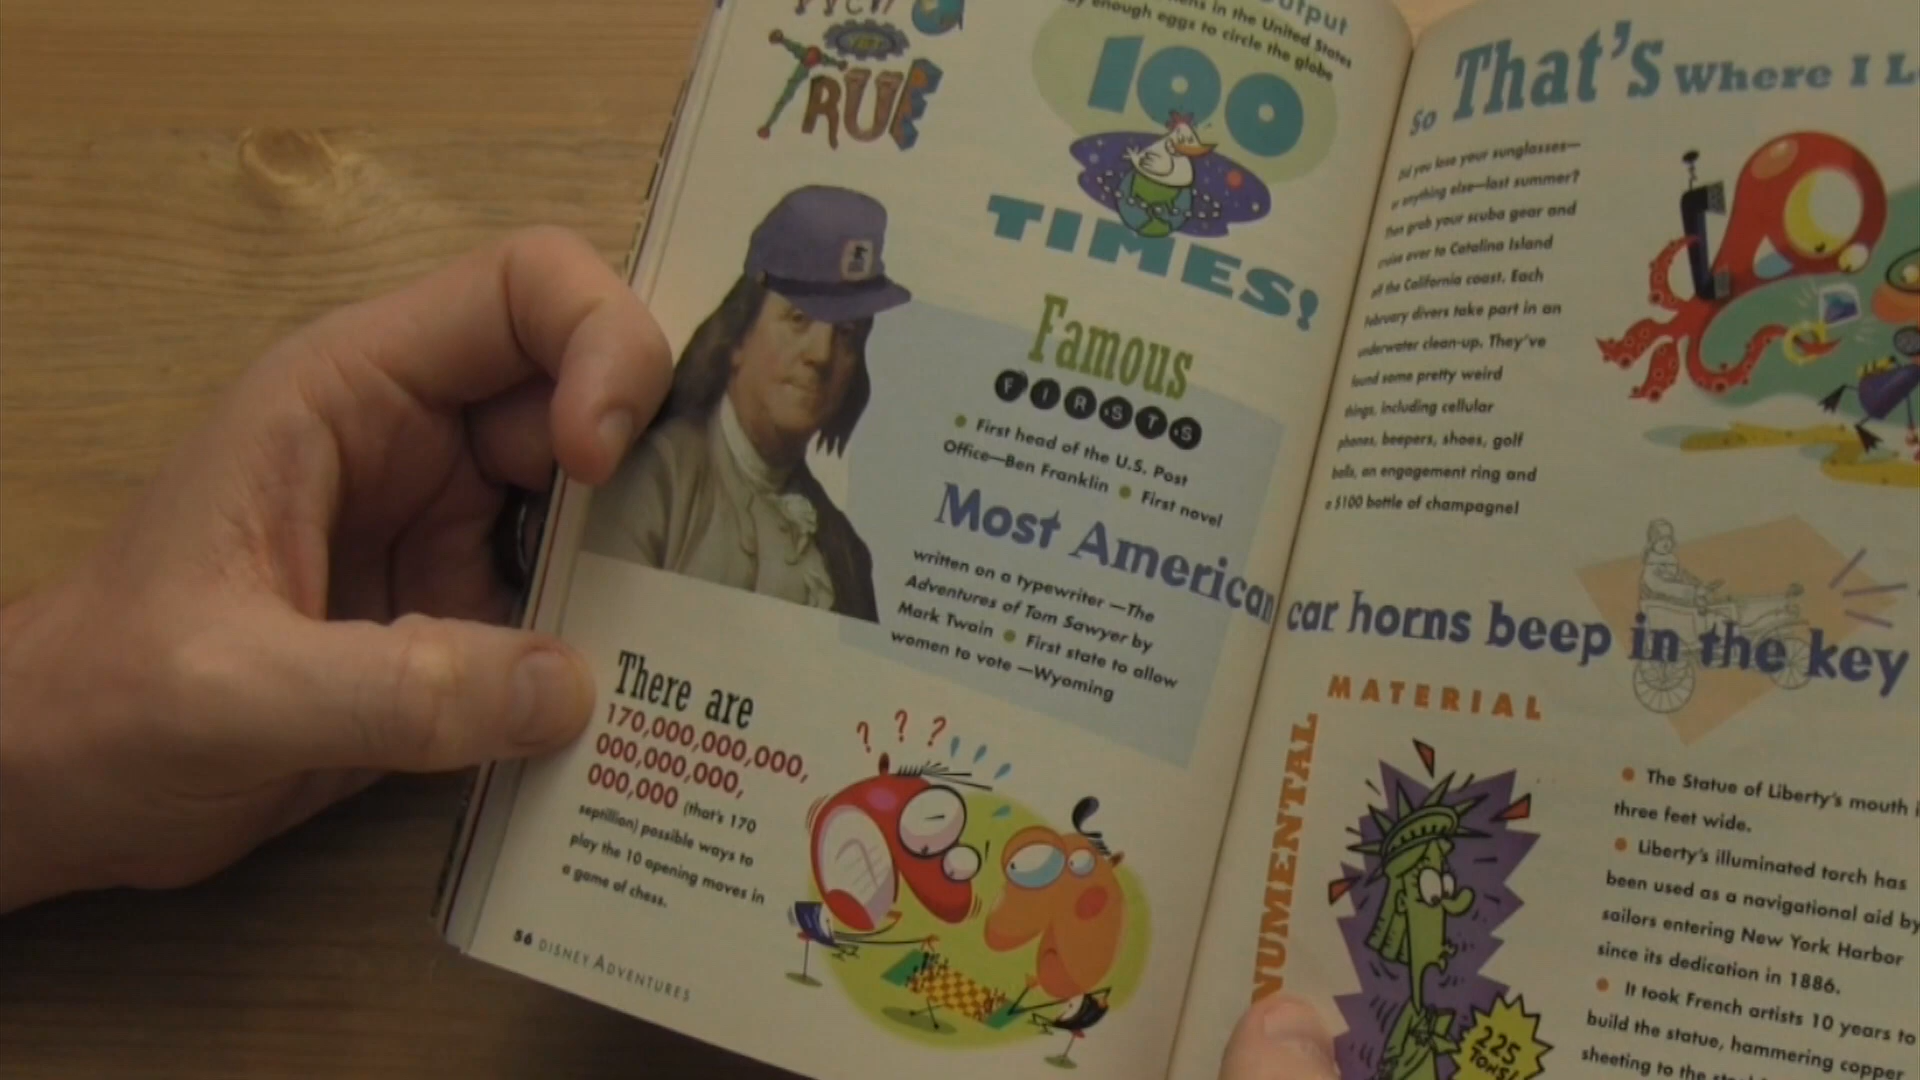 TRUE
Output
hens in the United States
enough eggs to circle the globe
100
TIMES!
Famous
FIRSTS
● First head of the U.S. Post
Office—Ben Franklin ● First novel
Most American car horns beep in the key
written on a typewriter —The
Adventures of Tom Sawyer by
Mark Twain ● First state to allow
women to vote —Wyoming
There are
170,000,000,000,
000,000,000,
000,000 (that's 170
septillion) possible ways to
play the 10 opening moves in
a game of chess.
56 DISNEY ADVENTURES
So That's Where I L
Did you lose your sunglasses—
or anything else—last summer?
Then grab your scuba gear and
cruise over to Catalina Island
off the California coast. Each
February divers take part in an
underwater clean-up. They've
found some pretty weird
things, including cellular
phones, beepers, shoes, golf
balls, an engagement ring and
a $100 bottle of champagne!
NUMENTAL
MATERIAL
225
TONS!
● The Statue of Liberty's mouth i
three feet wide.
● Liberty's illuminated torch has
been used as a navigational aid by
sailors entering New York Harbor
since its dedication in 1886.
● It took French artists 10 years to
build the statue, hammering copper
sheeting to the